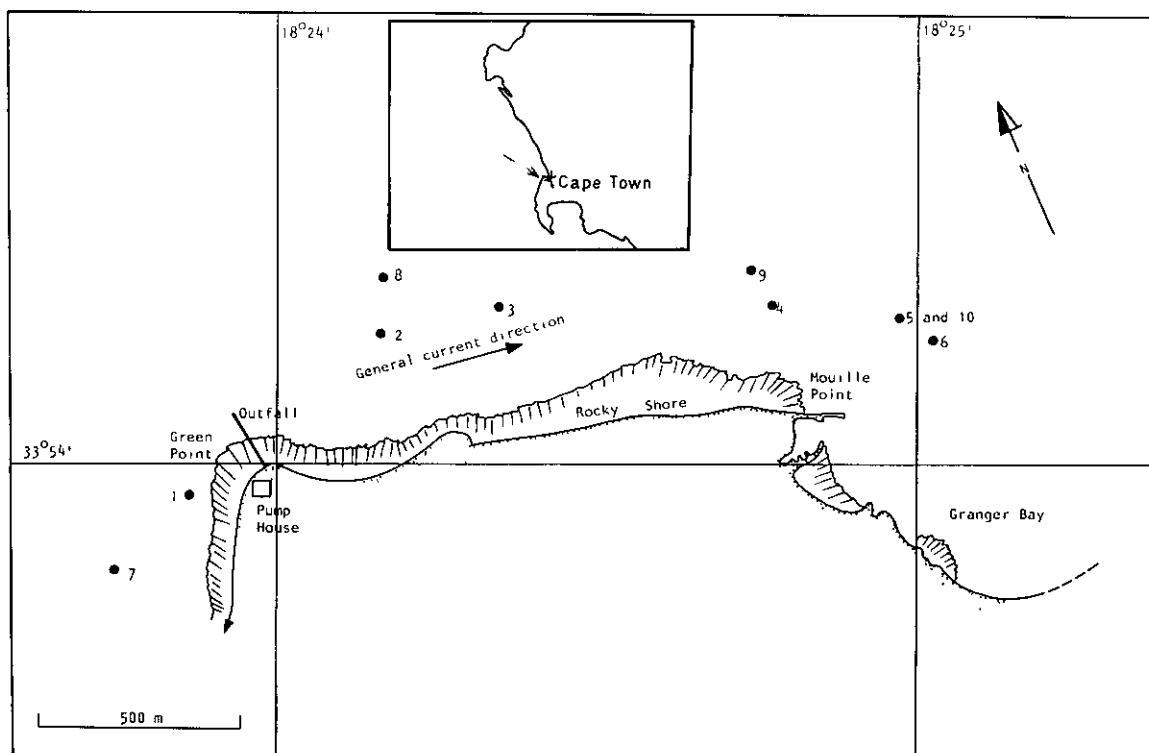 18°24'
18°25'
N
Cape Town
8
9
3
4
5 and 10
2
6
General current direction
Mouille
Point
Rocky Shore
Outfall
Green
Point
33°54'
1
Pump
House
Granger Bay
7
500 m